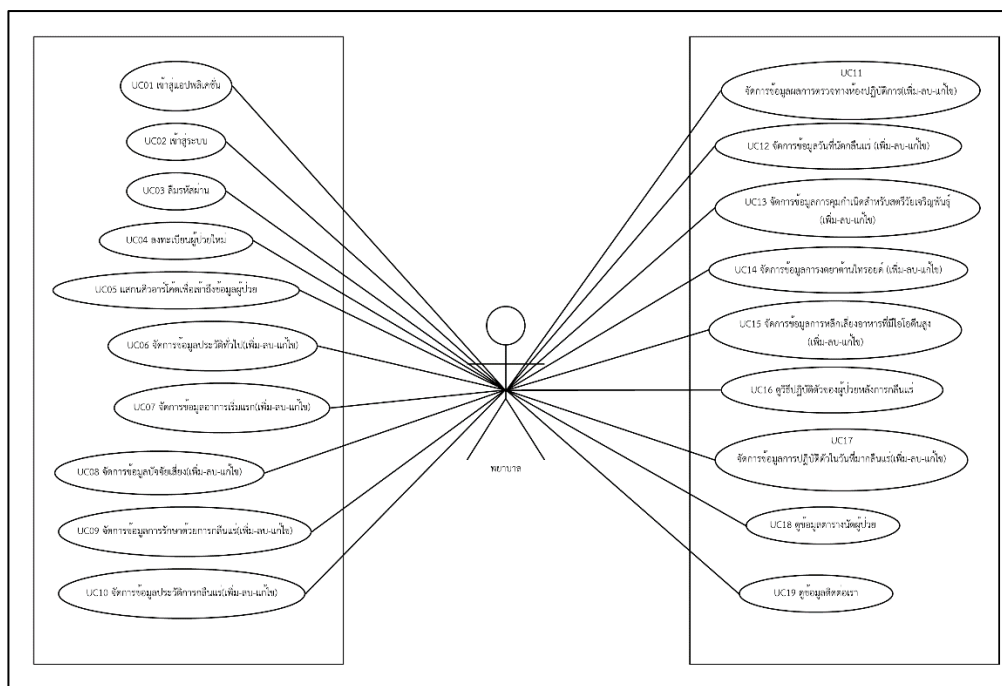 UC01 เข้าสู่แอปพลิเคชั่น
UC02 เข้าสู่ระบบ
UC03 ลืมรหัสผ่าน
UC04 ลงทะเบียนผู้ป่วยใหม่
UC05 แสกนคิวอาร์โค้ดเพื่อเข้าถึงข้อมูลผู้ป่วย
UC06 จัดการข้อมูลประวัติทั่วไป(เพิ่ม-ลบ-แก้ไข)
UC07 จัดการข้อมูลอาการเริ่มแรก(เพิ่ม-ลบ-แก้ไข)
UC08 จัดการข้อมูลปัจจัยเสี่ยง(เพิ่ม-ลบ-แก้ไข)
UC09 จัดการข้อมูลการรักษาด้วยการกลืนแร่(เพิ่ม-ลบ-แก้ไข)
UC10 จัดการข้อมูลประวัติการกลืนแร่(เพิ่ม-ลบ-แก้ไข)
พยาบาล
UC11
จัดการข้อมูลผลการตรวจทางห้องปฏิบัติการ(เพิ่ม-ลบ-แก้ไข)
UC12 จัดการข้อมูลวันที่นัดกลืนแร่ (เพิ่ม-ลบ-แก้ไข)
UC13 จัดการข้อมูลการคุมกำเนิดสำหรับสตรีวัยเจริญพันธุ์
(เพิ่ม-ลบ-แก้ไข)
UC14 จัดการข้อมูลการงดยาต้านไทรอยด์ (เพิ่ม-ลบ-แก้ไข)
UC15 จัดการข้อมูลการหลีกเลี่ยงอาหารที่มีไอโอดีนสูง
(เพิ่ม-ลบ-แก้ไข)
UC16 ดูวิธีปฏิบัติตัวของผู้ป่วยหลังการกลืนแร่
UC17
จัดการข้อมูลการปฏิบัติตัวในวันที่มากลืนแร่(เพิ่ม-ลบ-แก้ไข)
UC18 ดูข้อมูลตารางนัดผู้ป่วย
UC19 ดูข้อมูลติดต่อเรา